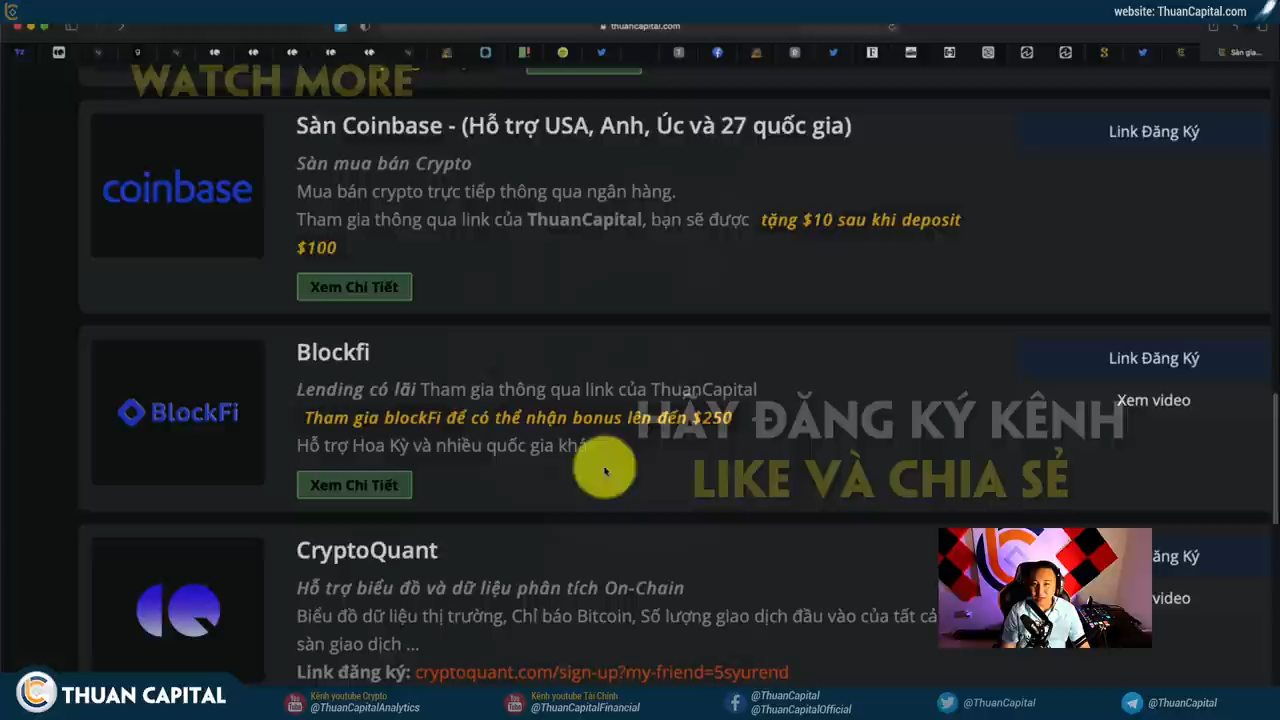 website: ThuanCapital.com
thuancapital.com
Sàn gia...
WATCH MORE
Sàn Coinbase - (Hỗ trợ USA, Anh, Úc và 27 quốc gia)
Link Đăng Ký
Sàn mua bán Crypto
coinbase
Mua bán crypto trực tiếp thông qua ngân hàng.
Tham gia thông qua link của ThuanCapital, bạn sẽ được tặng $10 sau khi deposit
$100
Xem Chi Tiết
Blockfi
Link Đăng Ký
Lending có lãi Tham gia thông qua link của ThuanCapital
Xem video
BlockFi
Tham gia blockFi để có thể nhận bonus lên đến $250
HÃY ĐĂNG KÝ KÊNH
Hỗ trợ Hoa Kỳ và nhiều quốc gia
LIKE VÀ CHIA SẺ
Xem Chi Tiết
CryptoQuant
Ký
Hỗ trợ biểu đồ và dữ liệu phân tích On-Chain
video
Biểu đồ dữ liệu thị trường, Chỉ báo Bitcoin, Số lượng giao dịch đầu vào của tất cả
sàn giao dịch ...
Link đăng ký: cryptoquant.com/sign-up?my-friend=5syurend
THUAN CAPITAL
Kênh youtube Crypto
@ThuanCapitalAnalytics
Kênh youtube Tài Chính
@ThuanCapitalFinancial
@ThuanCapital
@ThuanCapitalOfficial
@ThuanCapital
@ThuanCapital